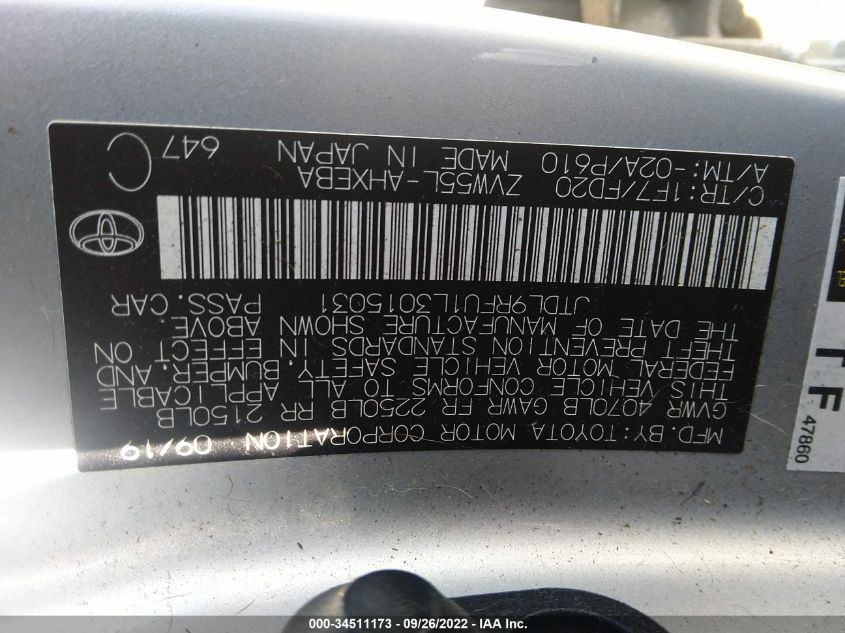 MFD.BY:TOYOTA MOTOR CORPORATION 09/19
GVWR 4070LB GAWR FR 2250LB RR 2150LB
THIS VEHICLE CONFORMS TO ALL APPLICABLE
FEDERAL MOTOR VEHICLE SAFETY,BUMPER,AND
THEFT PREVENTION STANDARDS IN EFFECT ON
THE DATE OF MANUFACTURE SHOWN ABOVE.
JTDL9RFU1L3015031 PASS.CAR
C/TR:1F7/FD20 ZVW55L-AHXEBA
A/TM:-02A/P610 MADE IN JAPAN 647 C
47860
000-34511173 - 09/26/2022 - IAA Inc.